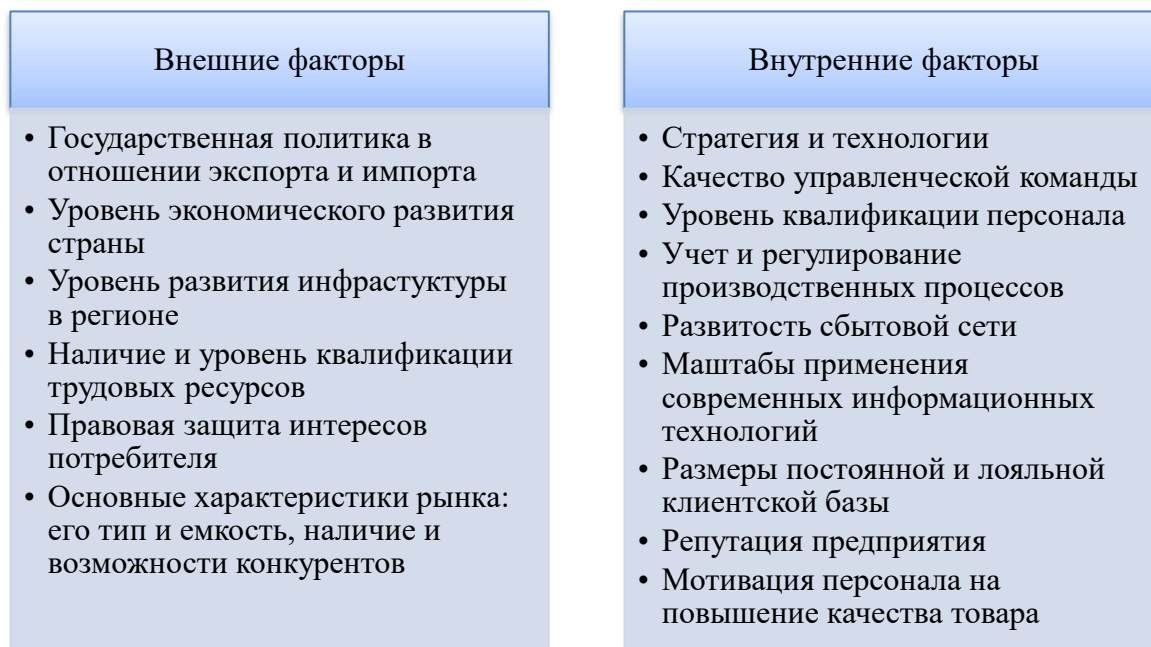 Внешние факторы
• Государственная политика в
отношении экспорта и импорта
• Уровень экономического развития
страны
• Уровень развития инфрастуктуры
в регионе
• Наличие и уровень квалификации
трудовых ресурсов
• Правовая защита интересов
потребителя
• Основные характеристики рынка:
его тип и емкость, наличие и
возможности конкурентов
Внутренние факторы
• Стратегия и технологии
• Качество управленческой команды
• Уровень квалификации персонала
• Учет и регулирование
производственных процессов
• Развитость сбытовой сети
• Маштабы применения
современных информационных
технологий
• Размеры постоянной и лояльной
клиентской базы
• Репутация предприятия
• Мотивация персонала на
повышение качества товара